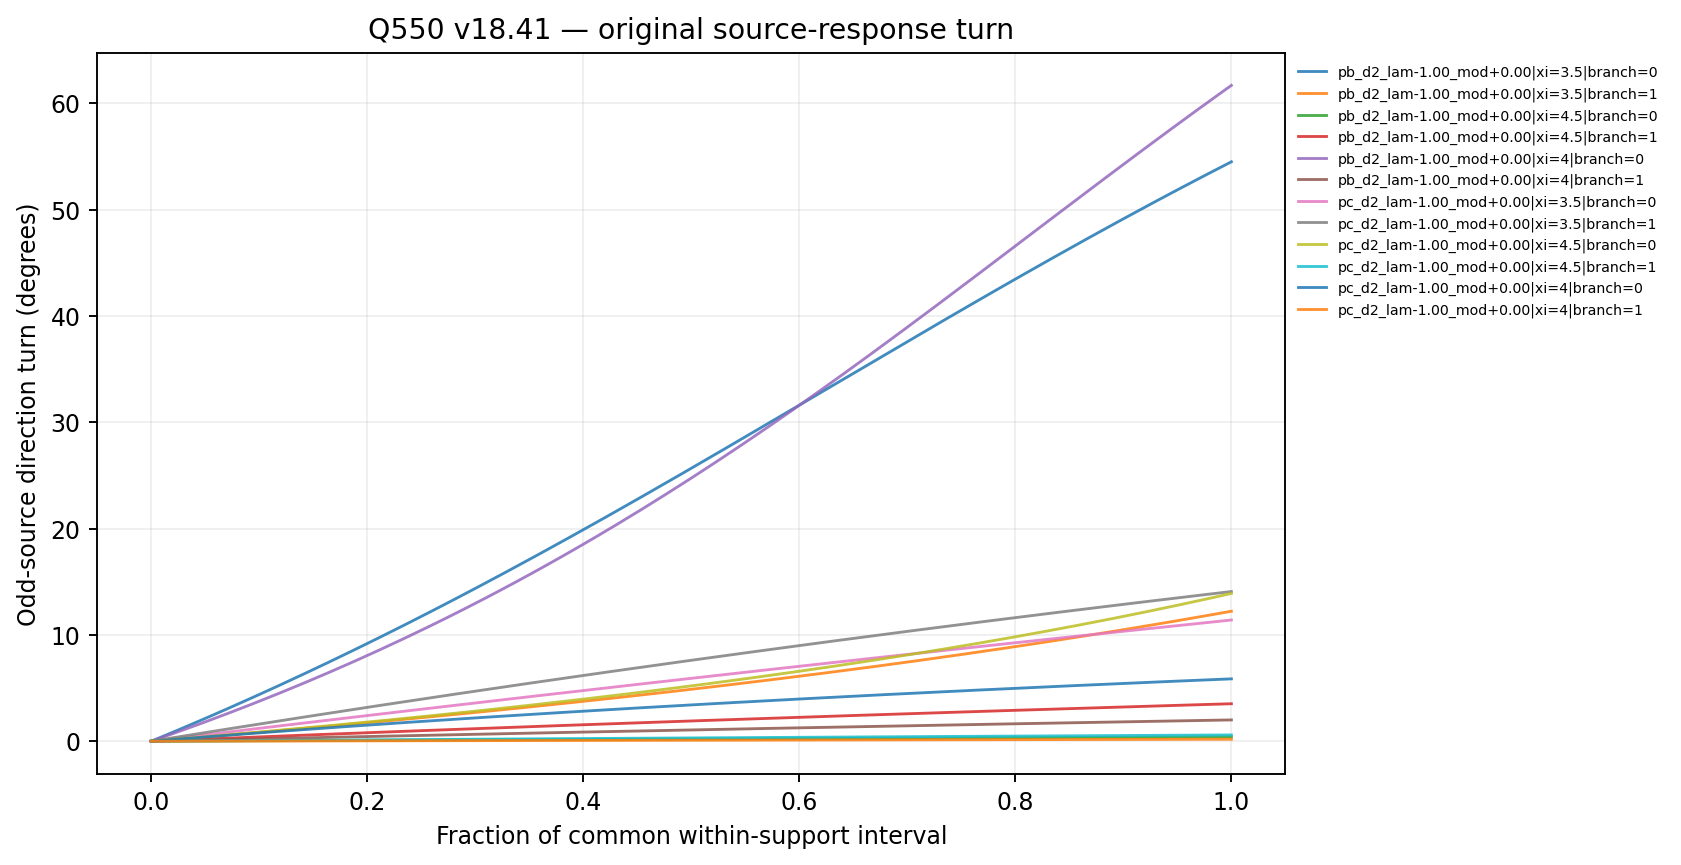 Q550 v18.41 — original source-response turn
Odd-source direction turn (degrees)
60
50
40
30
20
10
0
0.0
0.2
0.4
0.6
0.8
1.0
Fraction of common within-support interval
pb_d2_lam-1.00_mod+0.00|xi=3.5|branch=0
pb_d2_lam-1.00_mod+0.00|xi=3.5|branch=1
pb_d2_lam-1.00_mod+0.00|xi=4.5|branch=0
pb_d2_lam-1.00_mod+0.00|xi=4.5|branch=1
pb_d2_lam-1.00_mod+0.00|xi=4|branch=0
pb_d2_lam-1.00_mod+0.00|xi=4|branch=1
pc_d2_lam-1.00_mod+0.00|xi=3.5|branch=0
pc_d2_lam-1.00_mod+0.00|xi=3.5|branch=1
pc_d2_lam-1.00_mod+0.00|xi=4.5|branch=0
pc_d2_lam-1.00_mod+0.00|xi=4.5|branch=1
pc_d2_lam-1.00_mod+0.00|xi=4|branch=0
pc_d2_lam-1.00_mod+0.00|xi=4|branch=1